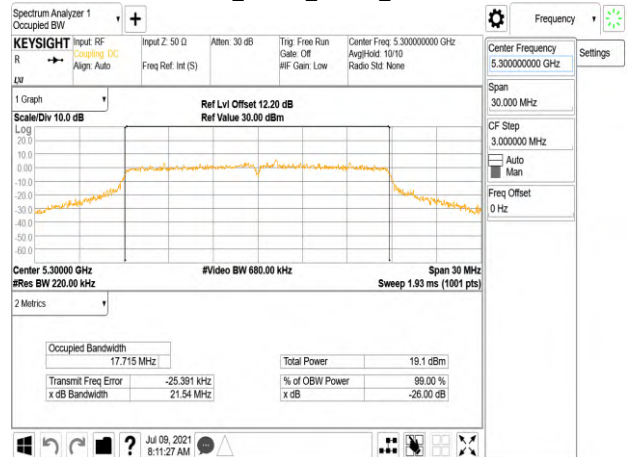 Spectrum Analyzer 1
Occupied BW
Frequency
KEYSIGHT
Input: RF
Coupling: DC
Align: Auto
Input Z: 50 Ω
Freq Ref: Int (S)
Atten: 30 dB
Trig: Free Run
Gate: Off
#IF Gain: Low
Center Freq: 5.300000000 GHz
Avg|Hold: 10/10
Radio Std: None
R
LXI
Center Frequency
5.300000000 GHz
Settings
Span
30.000 MHz
CF Step
3.000000 MHz
Auto
Man
Freq Offset
0 Hz
1 Graph
Scale/Div 10.0 dB
Ref Lvl Offset 12.20 dB
Ref Value 30.00 dBm
Log
20.0
10.0
0.00
-10.0
-20.0
-30.0
-40.0
-50.0
-60.0
Center 5.30000 GHz
#Res BW 220.00 kHz
#Video BW 680.00 kHz
Span 30 MHz
Sweep 1.93 ms (1001 pts)
2 Metrics
Occupied Bandwidth
17.715 MHz
Total Power 19.1 dBm
Transmit Freq Error -25.391 kHz
% of OBW Power 99.00 %
x dB Bandwidth 21.54 MHz
x dB -26.00 dB
?
Jul 09, 2021
8:11:27 AM